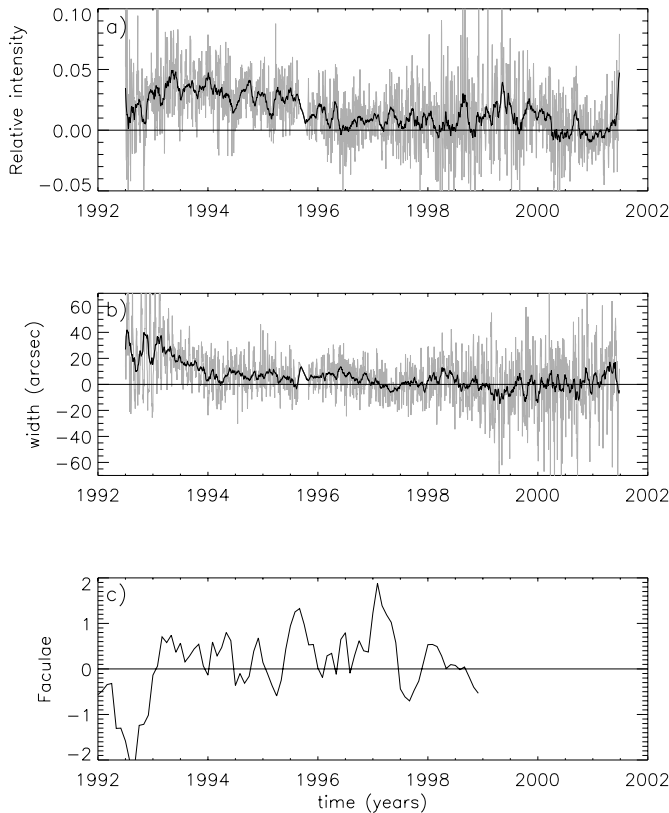 a)
Relative intensity
0.10
0.05
0.00
−0.05
1992 1994 1996 1998 2000 2002
b)
width (arcsec)
60
40
20
0
−20
−40
−60
1992 1994 1996 1998 2000 2002
c)
Faculae
2
1
0
−1
−2
1992 1994 1996 1998 2000 2002
time (years)